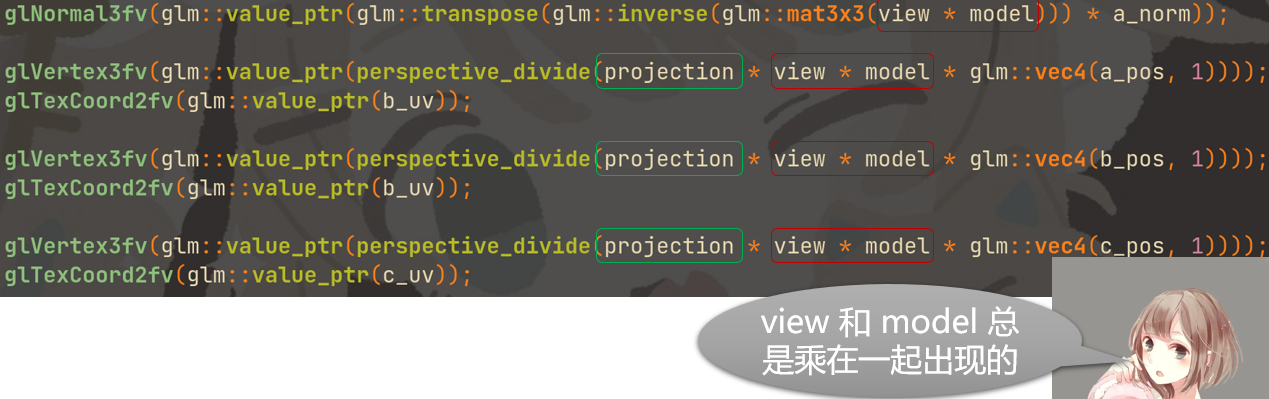 glNormal3fv(glm::value_ptr(glm::transpose(glm::inverse(glm::mat3x3(view * model))) * a_norm));
glVertex3fv(glm::value_ptr(perspective_divide(projection * view * model * glm::vec4(a_pos, 1))));
glTexCoord2fv(glm::value_ptr(b_uv));
glVertex3fv(glm::value_ptr(perspective_divide(projection * view * model * glm::vec4(b_pos, 1))));
glTexCoord2fv(glm::value_ptr(b_uv));
glVertex3fv(glm::value_ptr(perspective_divide(projection * view * model * glm::vec4(c_pos, 1))));
glTexCoord2fv(glm::value_ptr(c_uv));
view 和 model 总
是乘在一起出现的